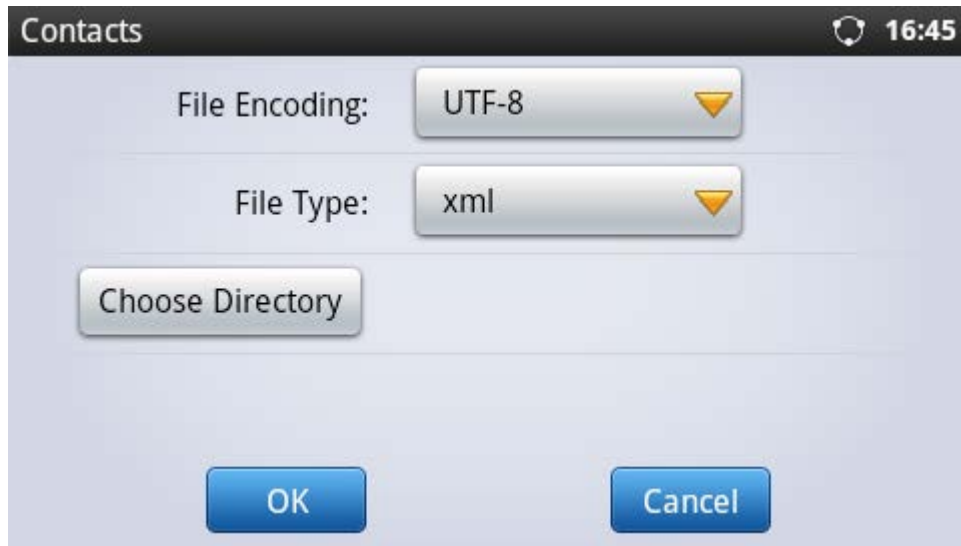 Contacts 16:45
File Encoding: UTF-8
File Type: xml
Choose Directory
OK Cancel